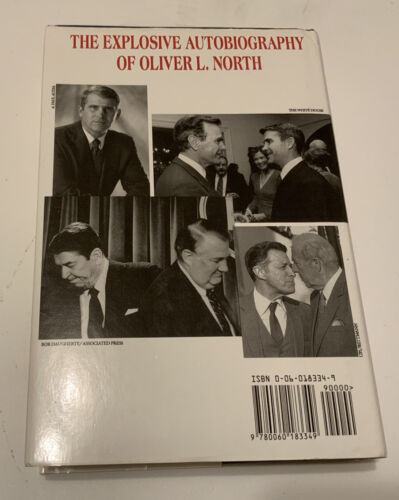 THE EXPLOSIVE AUTOBIOGRAPHY
OF OLIVER L. NORTH
THE WHITE HOUSE
BOB DAUGHERTY/ASSOCIATED PRESS
ISBN 0-06-018334-9
90000>
9 780060 183349